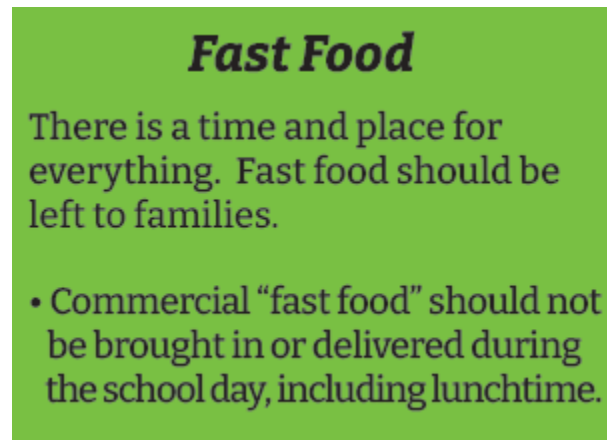 Fast Food
There is a time and place for
everything.  Fast food should be
left to families.
• Commercial “fast food” should not
be brought in or delivered during
the school day, including lunchtime.